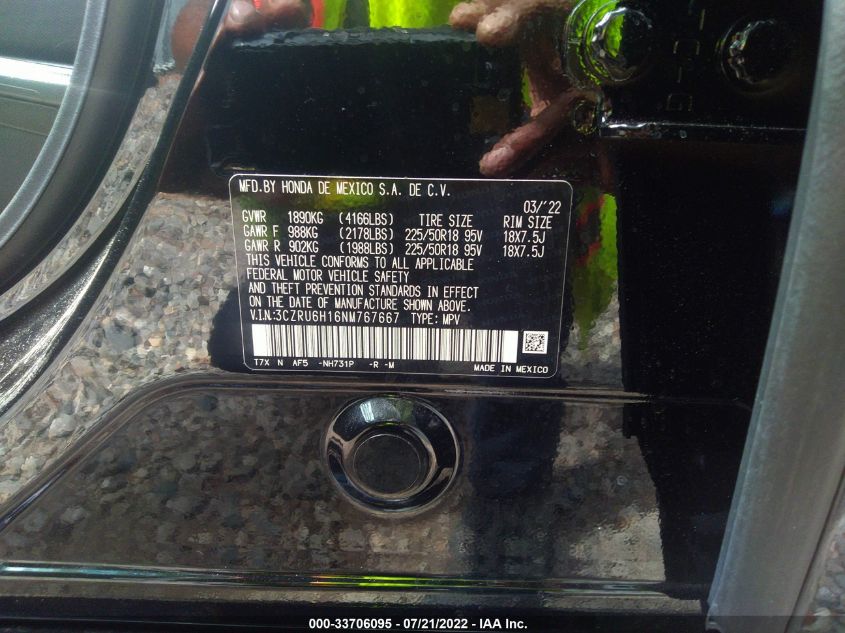 MFD.BY HONDA DE MEXICO S.A. DE C.V.
03/'22
GVWR 1890KG (4166LBS) TIRE SIZE RIM SIZE
GAWR F 988KG (2178LBS) 225/50R18 95V 18X7.5J
GAWR R 902KG (1988LBS) 225/50R18 95V 18X7.5J
THIS VEHICLE CONFORMS TO ALL APPLICABLE
FEDERAL MOTOR VEHICLE SAFETY
AND THEFT PREVENTION STANDARDS IN EFFECT
ON THE DATE OF MANUFACTURE SHOWN ABOVE.
V.I.N:3CZRU6H16NM767667 TYPE: MPV
T7X N AF5 -NH731P -R -M MADE IN MEXICO
000-33706095 - 07/21/2022 - IAA Inc.